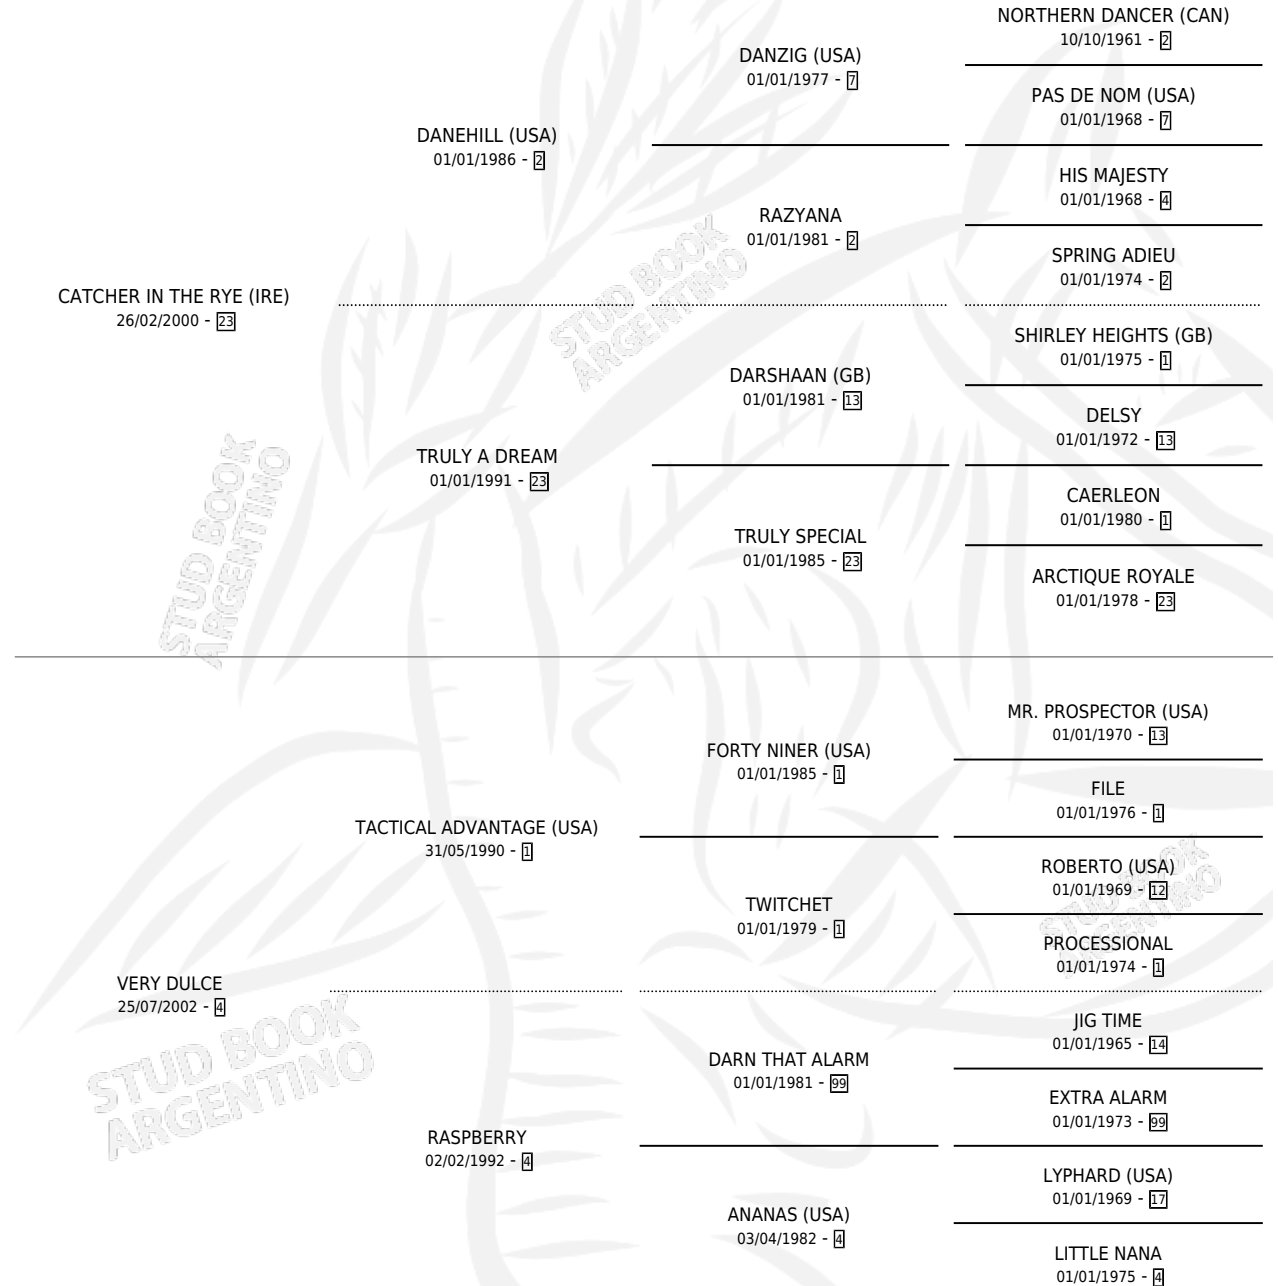 NORTHERN DANCER (CAN)
10/10/1961 - 2
DANZIG (USA)
01/01/1977 - 7
PAS DE NOM (USA)
01/01/1968 - 7
DANEHILL (USA)
01/01/1986 - 2
HIS MAJESTY
01/01/1968 - 4
RAZYANA
01/01/1981 - 2
SPRING ADIEU
01/01/1974 - 2
CATCHER IN THE RYE (IRE)
26/02/2000 - 23
STUD BOOK
ARGENTINO
SHIRLEY HEIGHTS (GB)
01/01/1975 - 1
DARSHAAN (GB)
01/01/1981 - 13
DELSY
01/01/1972 - 13
TRULY A DREAM
01/01/1991 - 23
CAERLEON
01/01/1980 - 1
TRULY SPECIAL
01/01/1985 - 23
ARCTIQUE ROYALE
01/01/1978 - 23
STUD BOOK
ARGENTINO
MR. PROSPECTOR (USA)
01/01/1970 - 13
FORTY NINER (USA)
01/01/1985 - 1
FILE
01/01/1976 - 1
TACTICAL ADVANTAGE (USA)
31/05/1990 - 1
ROBERTO (USA)
01/01/1969 - 12
TWITCHET
01/01/1979 - 1
STUD BOOK
ARGENTINO
PROCESSIONAL
01/01/1974 - 1
VERY DULCE
25/07/2002 - 4
JIG TIME
01/01/1965 - 14
DARN THAT ALARM
01/01/1981 - 99
EXTRA ALARM
01/01/1973 - 99
STUD BOOK
ARGENTINO
RASPBERRY
02/02/1992 - 4
LYPHARD (USA)
01/01/1969 - 17
ANANAS (USA)
03/04/1982 - 4
LITTLE NANA
01/01/1975 - 4